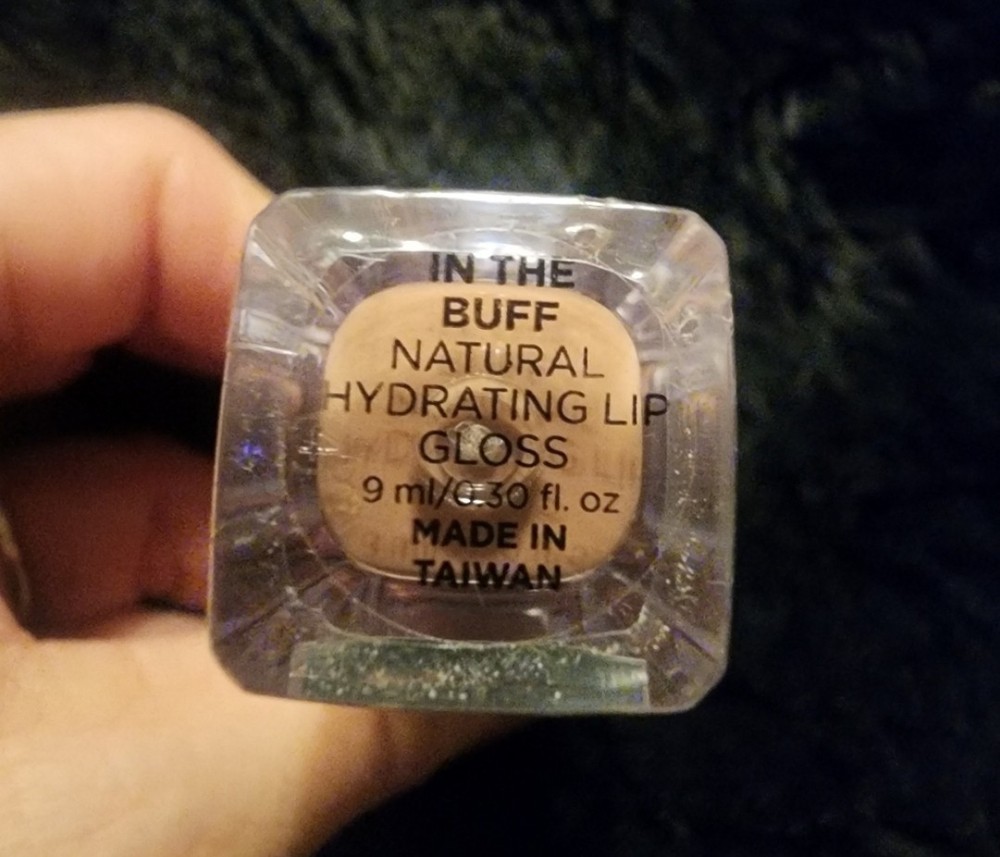 IN THE
BUFF
NATURAL
HYDRATING LIP
GLOSS
9 ml/0.30 fl. oz
MADE IN
TAIWAN